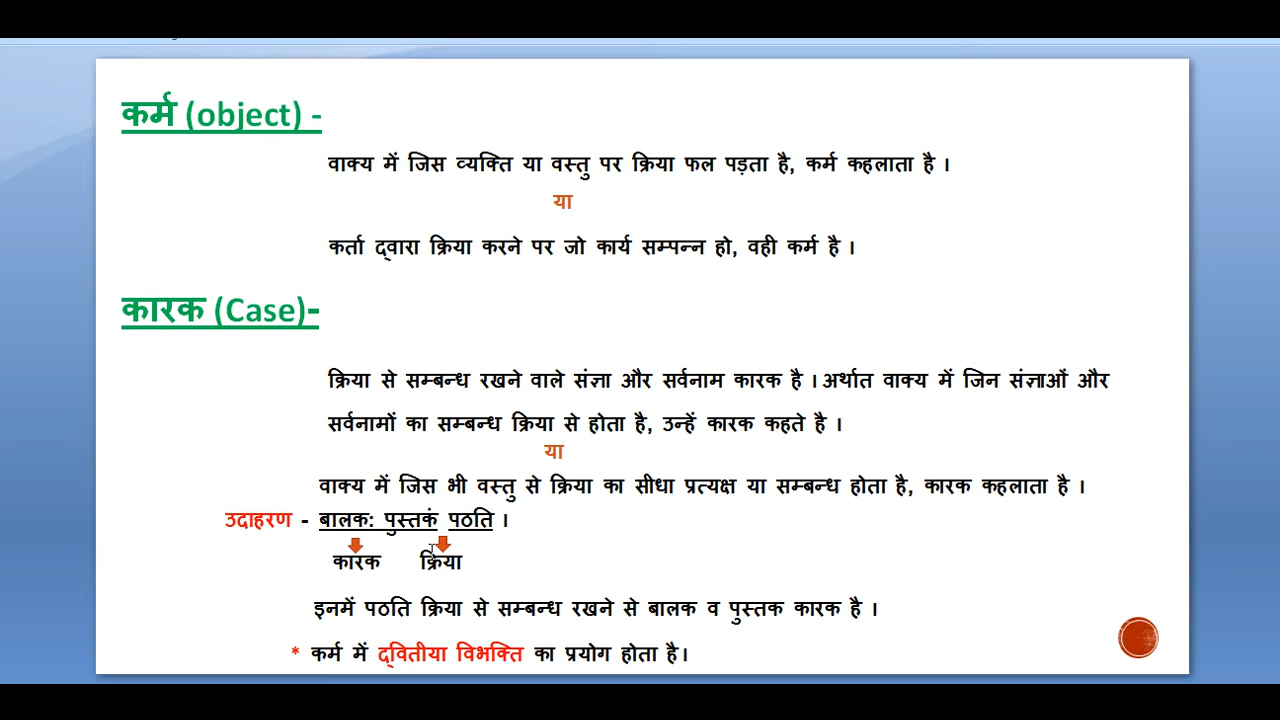 कर्म (object) -
वाक्य में जिस व्यक्ति या वस्तु पर क्रिया फल पड़ता है, कर्म कहलाता है ।
या
कर्ता द्वारा क्रिया करने पर जो कार्य सम्पन्न हो, वही कर्म है ।
कारक (Case)-
क्रिया से सम्बन्ध रखने वाले संज्ञा और सर्वनाम कारक है । अर्थात वाक्य में जिन संज्ञाओं और
सर्वनामों का सम्बन्ध क्रिया से होता है, उन्हें कारक कहते है ।
या
वाक्य में जिस भी वस्तु से क्रिया का सीधा प्रत्यक्ष या सम्बन्ध होता है, कारक कहलाता है ।
उदाहरण - बालक: पुस्तकं पठति ।
कारक क्रिया
इनमें पठति क्रिया से सम्बन्ध रखने से बालक व पुस्तक कारक है ।
* कर्म में द्वितीया विभक्ति का प्रयोग होता है।